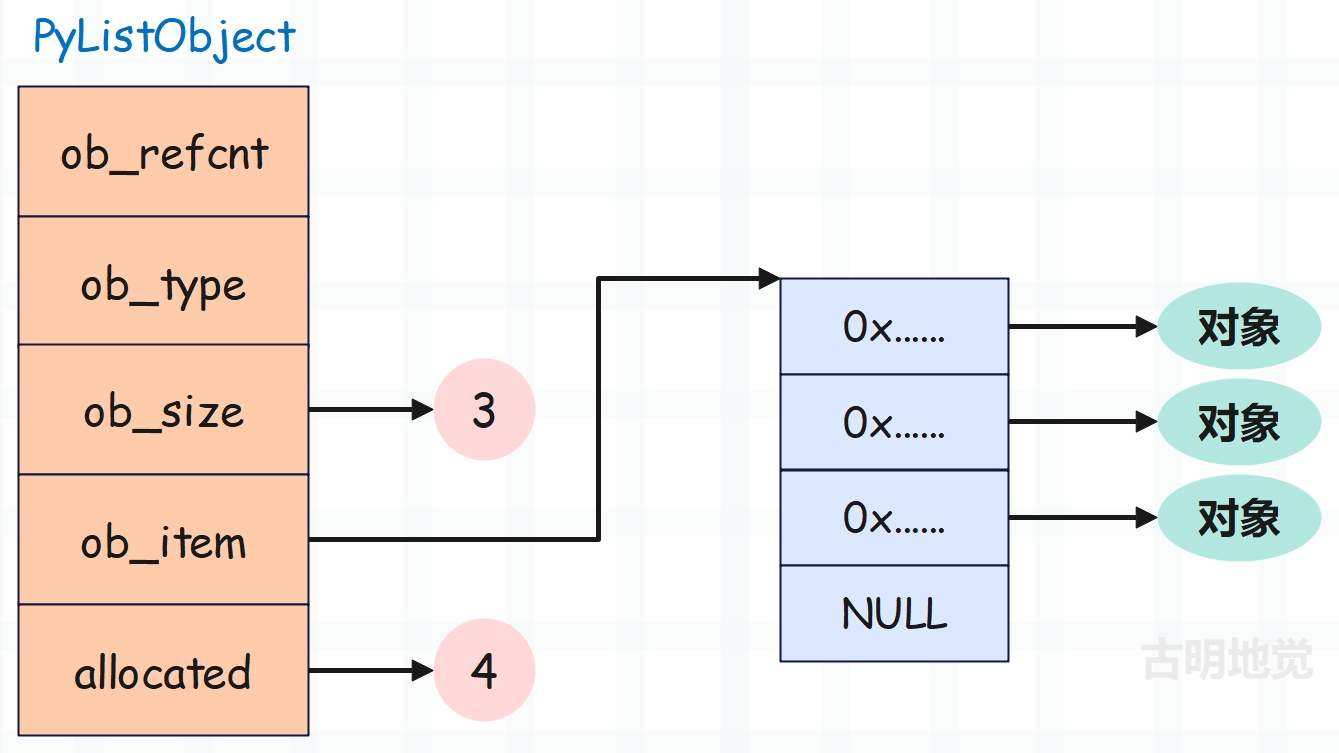 PyListObject
ob_refcnt
ob_type
ob_size
3
ob_item
allocated
4
0x......
对象
0x......
对象
0x......
对象
NULL
古明地觉